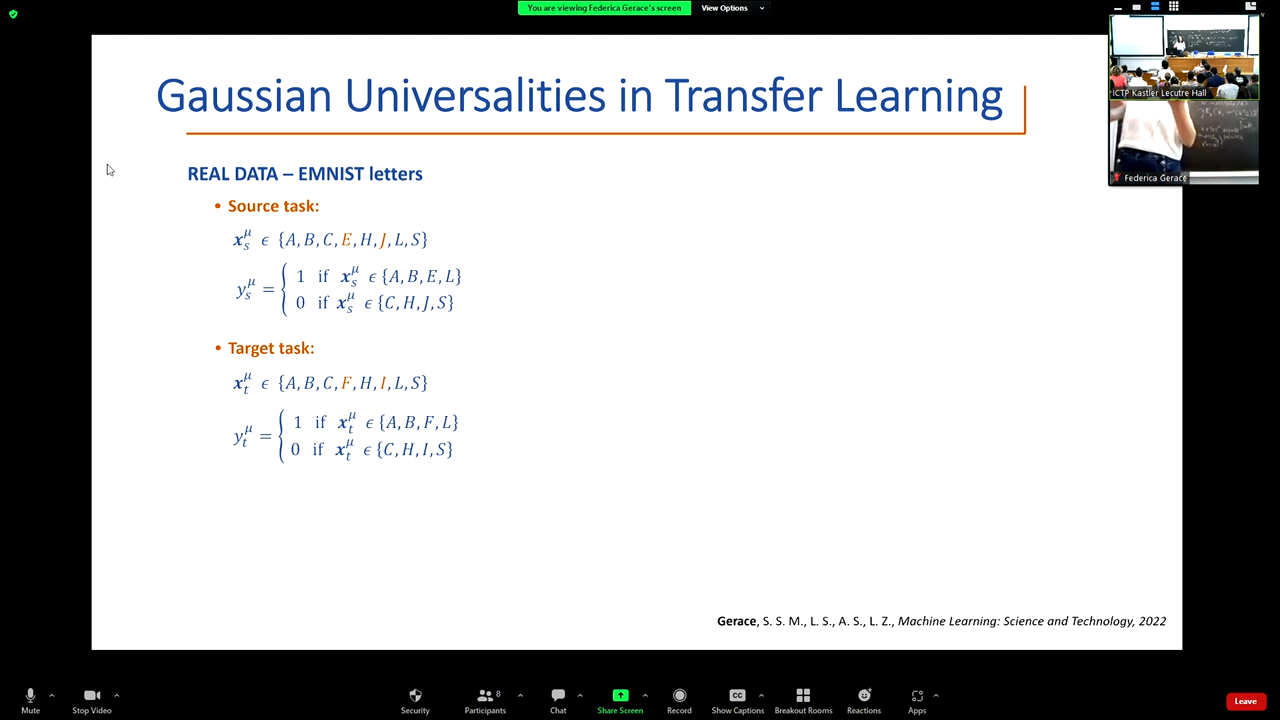 You are viewing Federica Gerace's screen
View Options
Gaussian Universalities in Transfer Learning
ICTP Kastler Lecutre Hall
Federica Gerace
REAL DATA – EMNIST letters
• Source task:
x_s^μ ϵ {A, B, C, E, H, J, L, S}
y_s^μ = { 1 if x_s^μ ϵ {A, B, E, L}
0 if x_s^μ ϵ {C, H, J, S}
• Target task:
x_t^μ ϵ {A, B, C, F, H, I, L, S}
y_t^μ = { 1 if x_t^μ ϵ {A, B, F, L}
0 if x_t^μ ϵ {C, H, I, S}
Gerace, S. S. M., L. S., A. S., L. Z., Machine Learning: Science and Technology, 2022
Mute
Stop Video
Security
Participants 8
Chat
Share Screen
Record
CC Show Captions
Breakout Rooms
Reactions
Apps
Leave